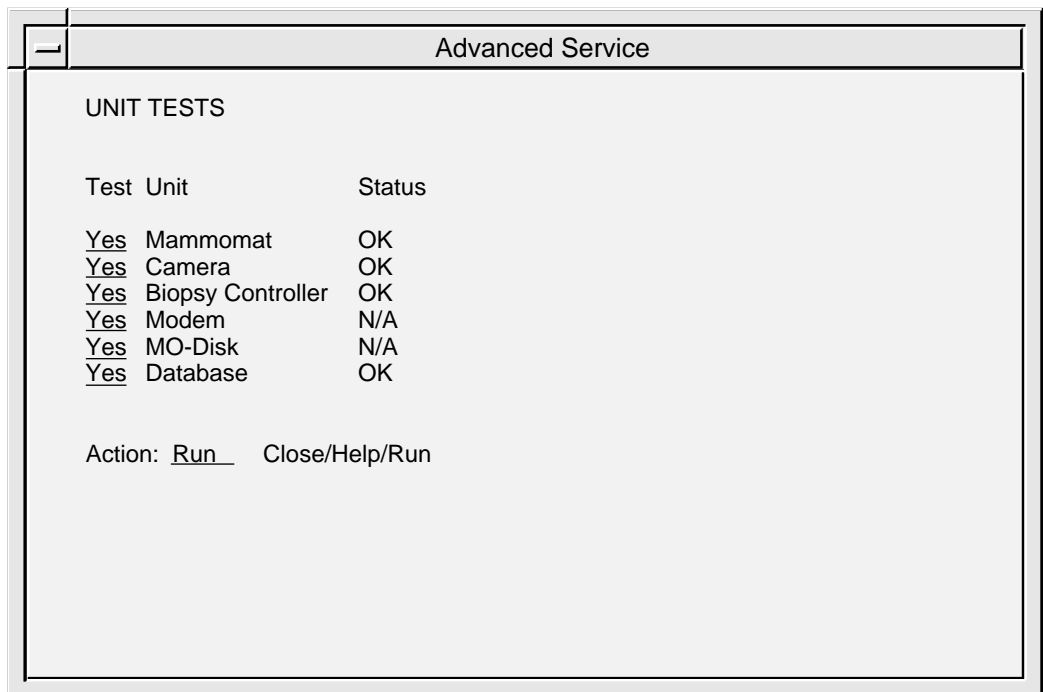 Advanced Service
UNIT TESTS
Test Unit Status
Yes Mammomat OK
Yes Camera OK
Yes Biopsy Controller OK
Yes Modem N/A
Yes MO-Disk N/A
Yes Database OK
Action: Run Close/Help/Run